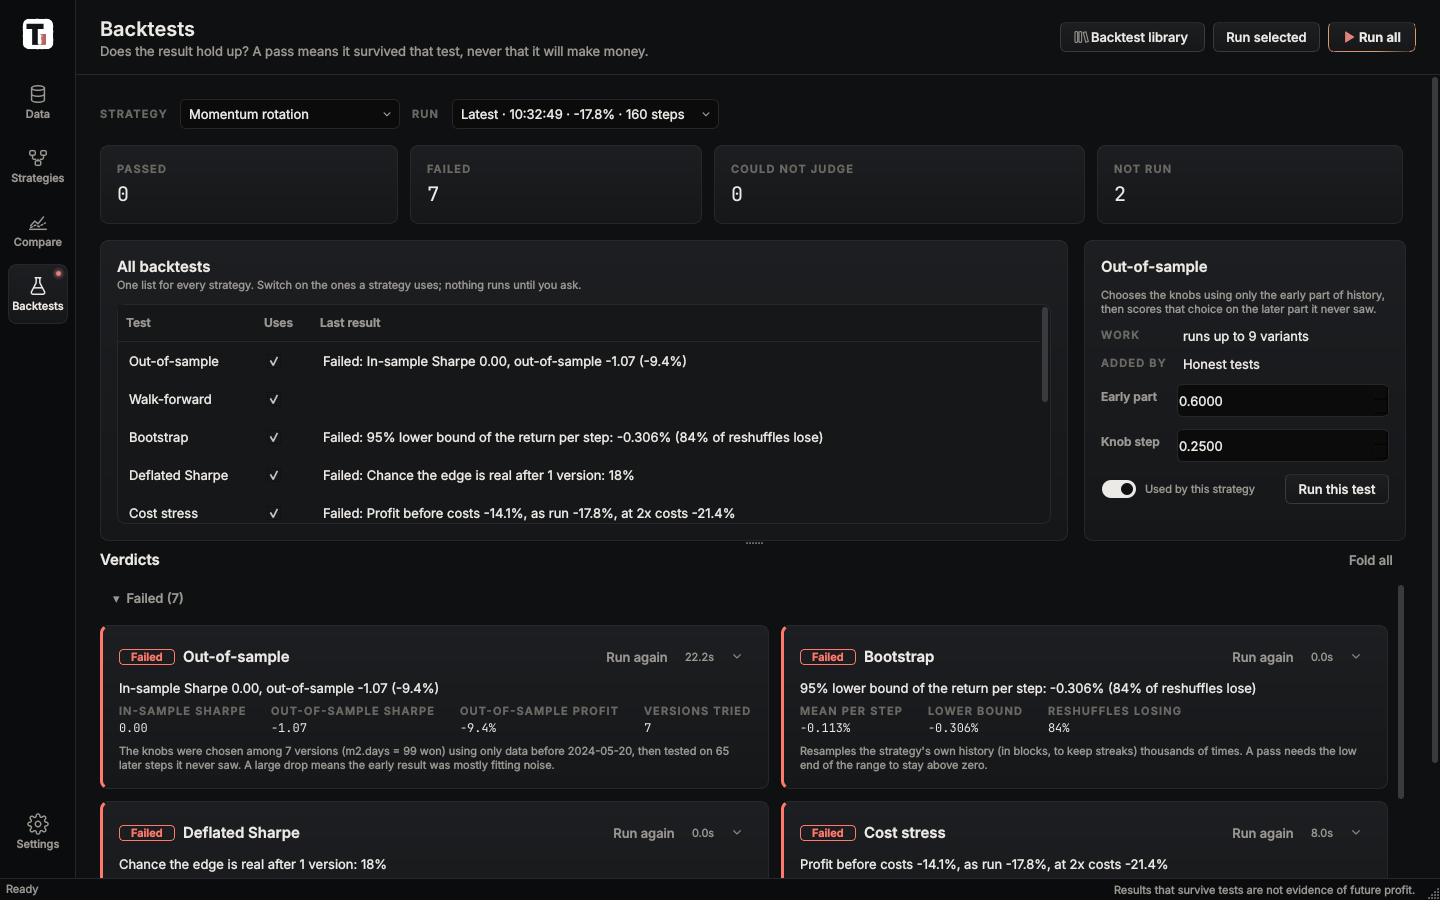 Backtests
Does the result hold up? A pass means it survived that test, never that it will make money.
Backtest library
Run selected
Run all
Data
Strategies
Compare
Backtests
Settings
STRATEGY
Momentum rotation
RUN
Latest · 10:32:49 · -17.8% · 160 steps
PASSED
0
FAILED
7
COULD NOT JUDGE
0
NOT RUN
2
All backtests
One list for every strategy. Switch on the ones a strategy uses; nothing runs until you ask.
Test Uses Last result
Out-of-sample ✓ Failed: In-sample Sharpe 0.00, out-of-sample -1.07 (-9.4%)
Walk-forward ✓
Bootstrap ✓ Failed: 95% lower bound of the return per step: -0.306% (84% of reshuffles lose)
Deflated Sharpe ✓ Failed: Chance the edge is real after 1 version: 18%
Cost stress ✓ Failed: Profit before costs -14.1%, as run -17.8%, at 2x costs -21.4%
Out-of-sample
Chooses the knobs using only the early part of history,
then scores that choice on the later part it never saw.
WORK runs up to 9 variants
ADDED BY Honest tests
Early part 0.6000
Knob step 0.2500
Used by this strategy
Run this test
Verdicts
Fold all
▾ Failed (7)
Failed Out-of-sample Run again 22.2s
In-sample Sharpe 0.00, out-of-sample -1.07 (-9.4%)
IN-SAMPLE SHARPE OUT-OF-SAMPLE SHARPE OUT-OF-SAMPLE PROFIT VERSIONS TRIED
0.00 -1.07 -9.4% 7
The knobs were chosen among 7 versions (m2.days = 99 won) using only data before 2024-05-20, then tested on 65
later steps it never saw. A large drop means the early result was mostly fitting noise.
Failed Bootstrap Run again 0.0s
95% lower bound of the return per step: -0.306% (84% of reshuffles lose)
MEAN PER STEP LOWER BOUND RESHUFFLES LOSING
-0.113% -0.306% 84%
Resamples the strategy's own history (in blocks, to keep streaks) thousands of times. A pass needs the low
end of the range to stay above zero.
Failed Deflated Sharpe Run again 0.0s
Chance the edge is real after 1 version: 18%
Failed Cost stress Run again 8.0s
Profit before costs -14.1%, as run -17.8%, at 2x costs -21.4%
Ready
Results that survive tests are not evidence of future profit.